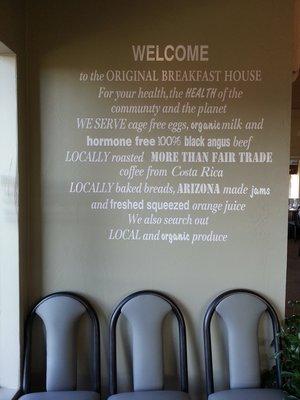 WELCOME
to the ORIGINAL BREAKFAST HOUSE
For your health, the HEALTH of the
community and the planet
WE SERVE cage free eggs, organic milk and
hormone free 100% black angus beef
LOCALLY roasted MORE THAN FAIR TRADE
coffee from Costa Rica
LOCALLY baked breads, ARIZONA made jams
and freshed squeezed orange juice
We also search out
LOCAL and organic produce